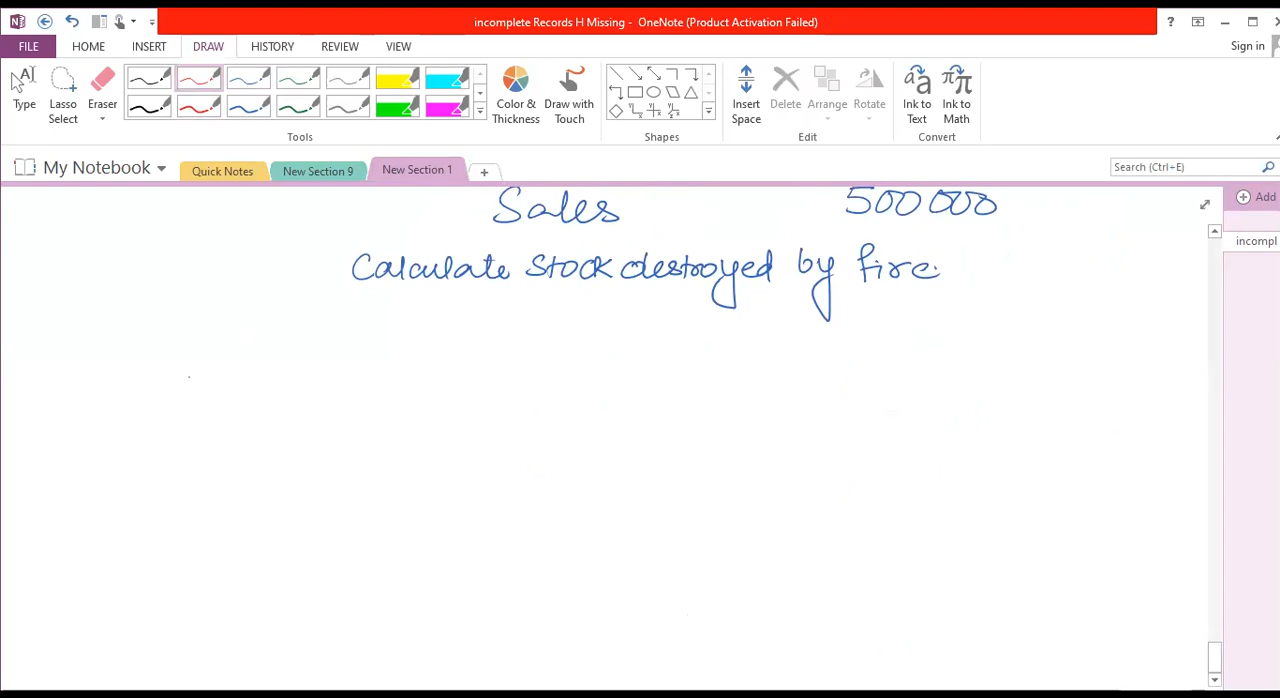 incomplete Records H Missing - OneNote (Product Activation Failed)
?
FILE HOME INSERT DRAW HISTORY REVIEW VIEW
Sign in
Type
Lasso Select
Eraser
Color & Thickness
Draw with Touch
Insert Space
Delete
Arrange
Rotate
Ink to Text
Ink to Math
Tools
Shapes
Edit
Convert
My Notebook
Quick Notes
New Section 9
New Section 1
Search (Ctrl+E)
Add
incompl
Sales 500000
Calculate Stock destroyed by fire.